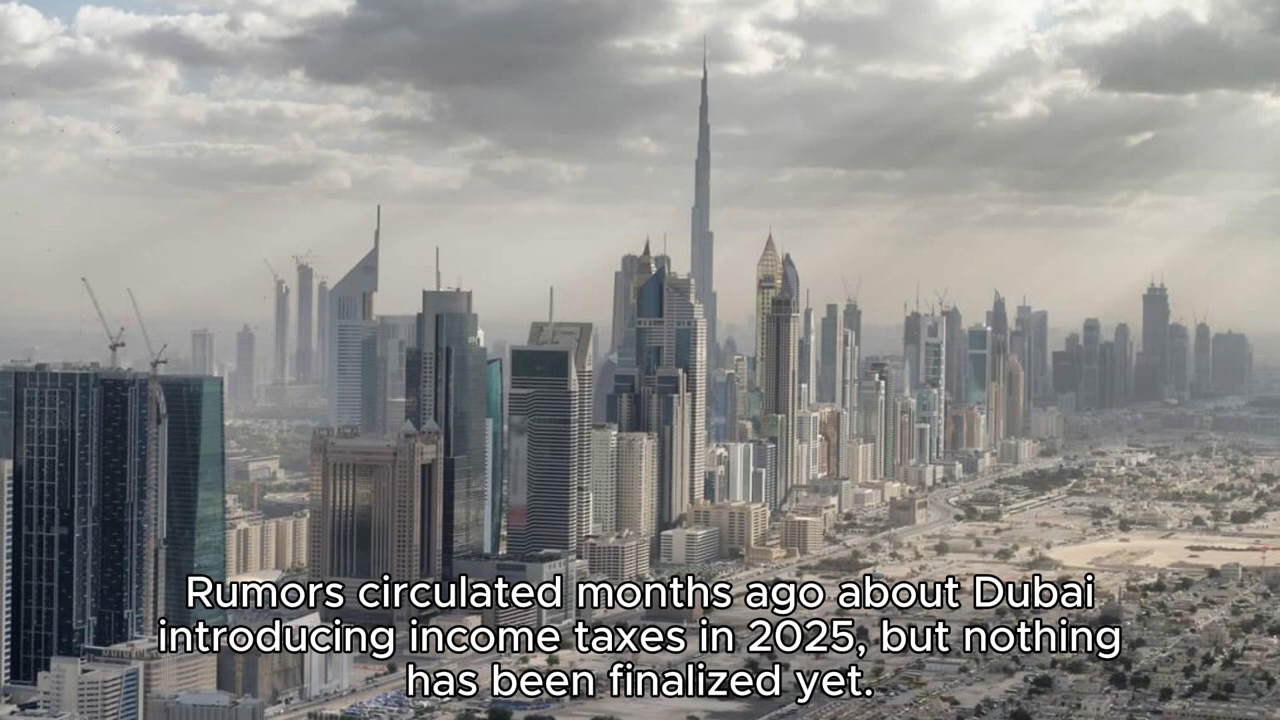 Rumors circulated months ago about Dubai
introducing income taxes in 2025, but nothing
has been finalized yet.